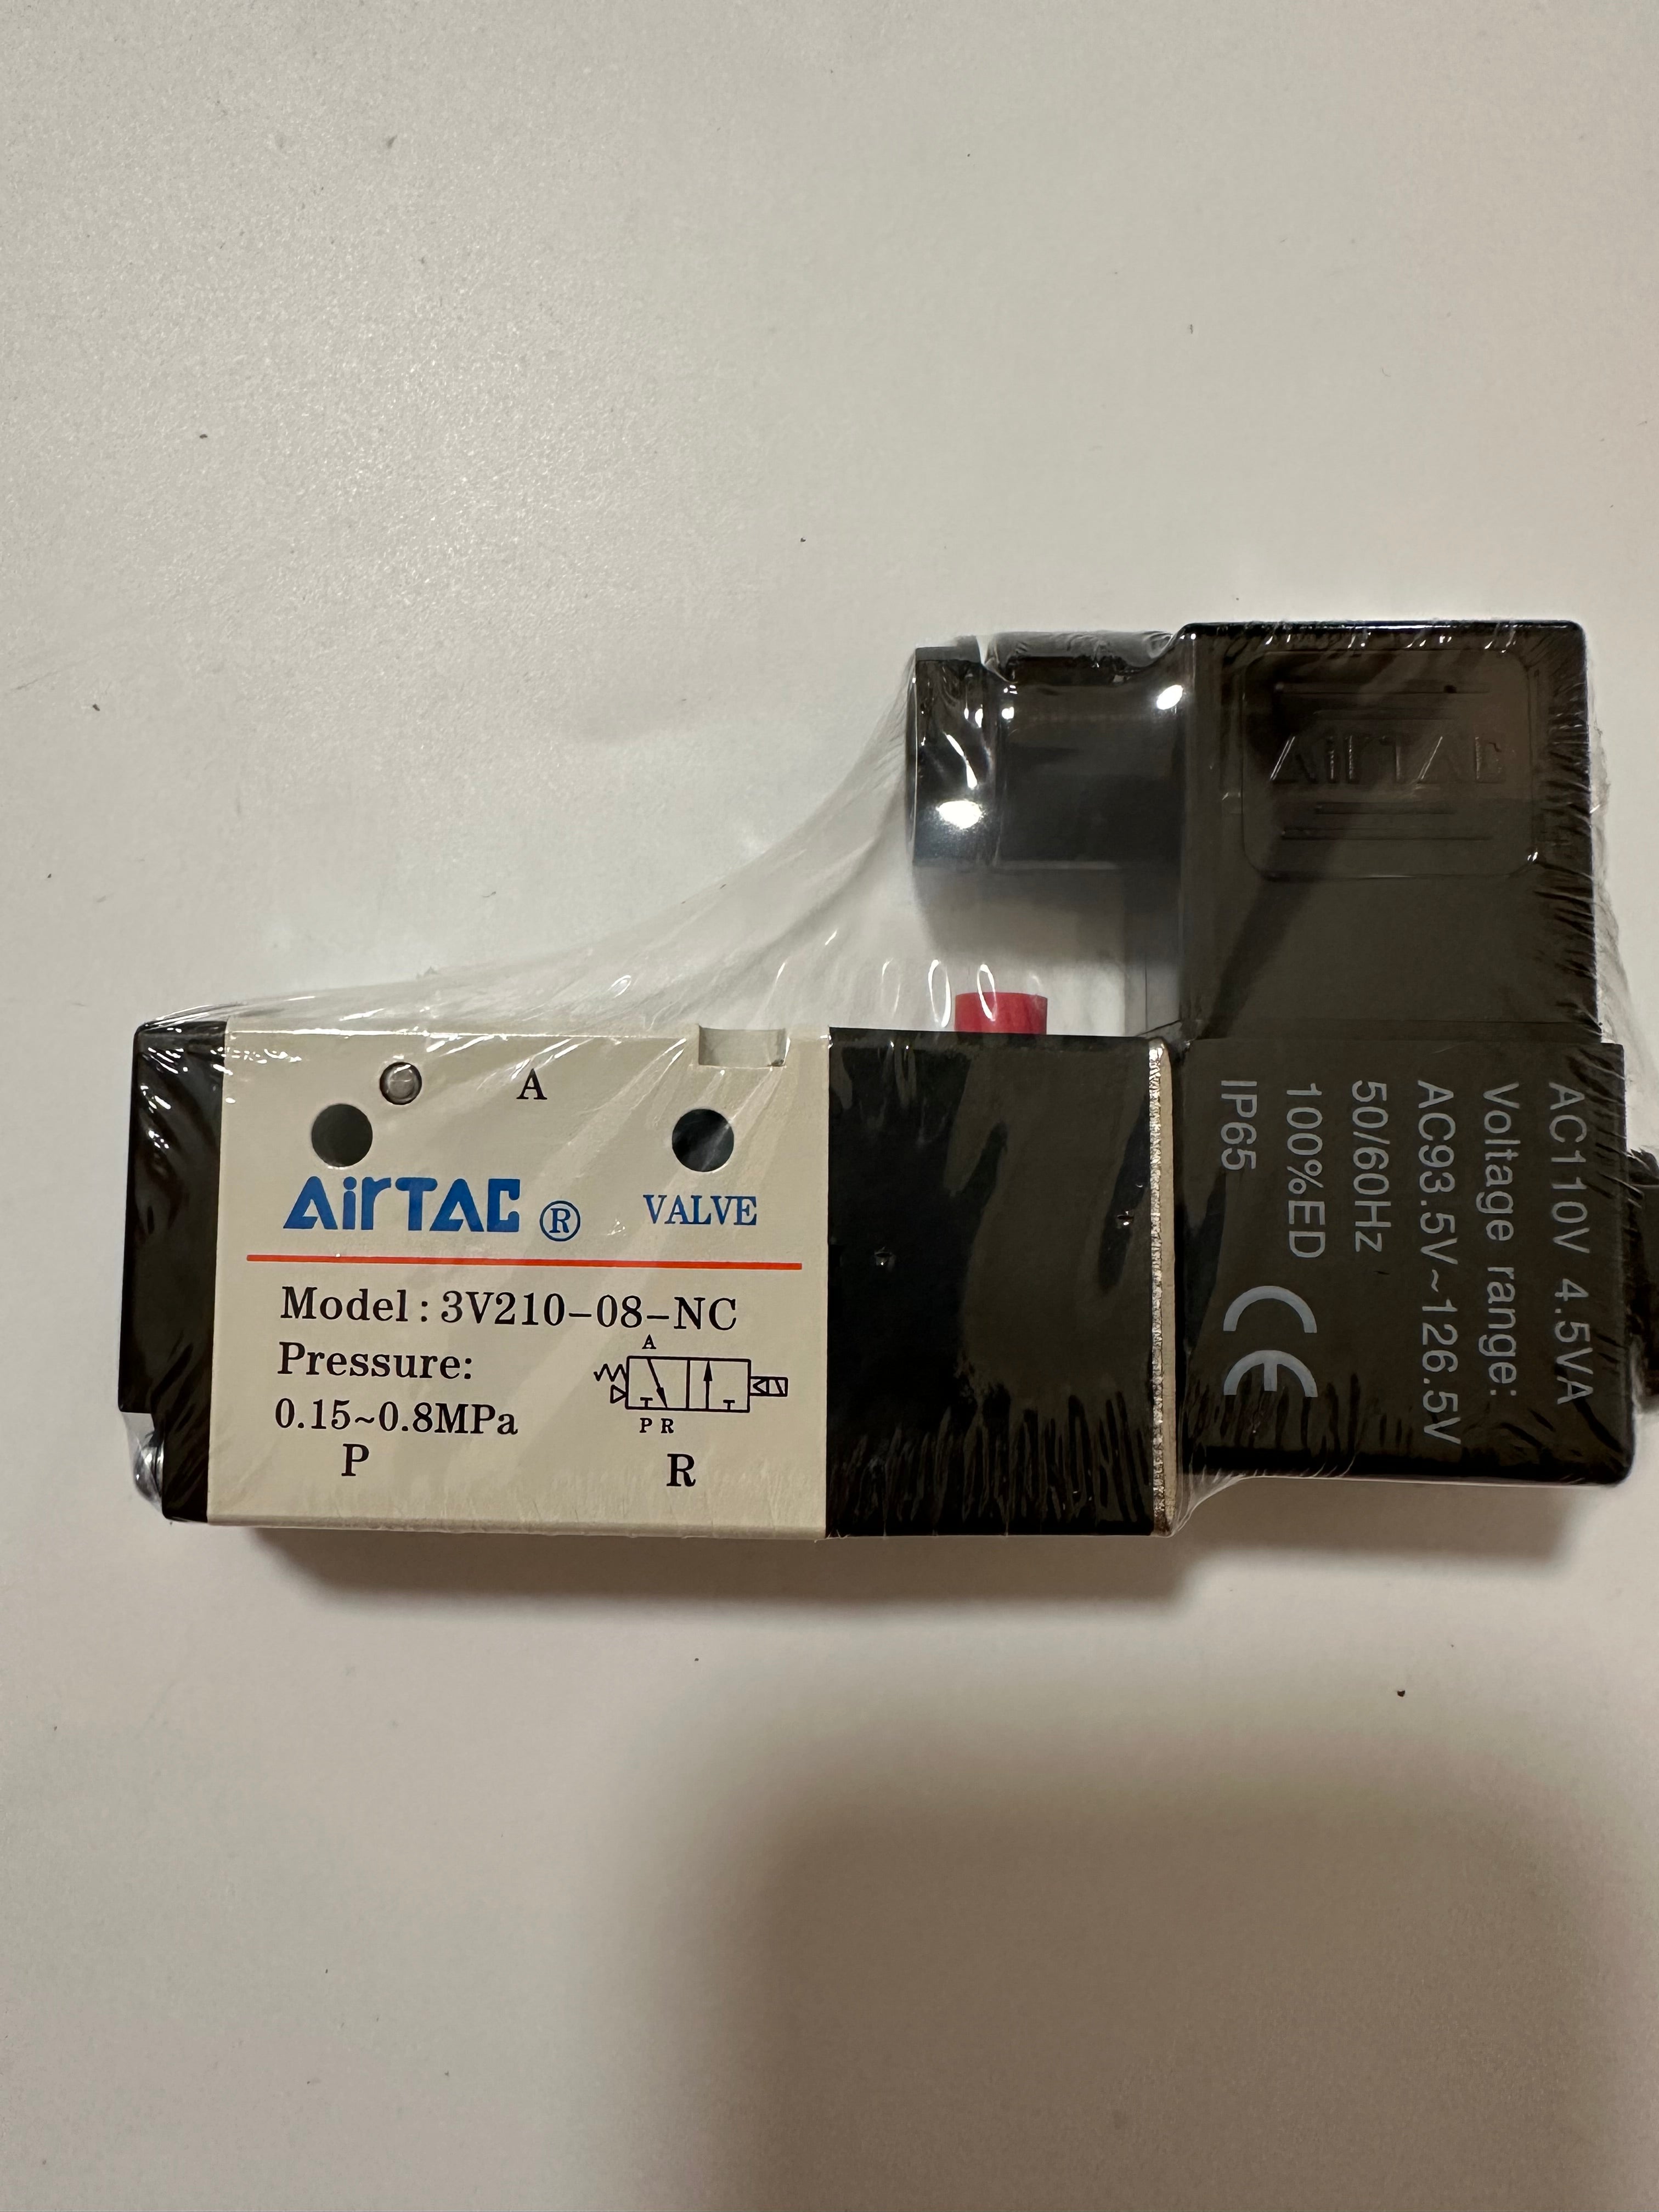 AirTAC
A
AirTAC ® VALVE
Model: 3V210-08-NC
Pressure:
0.15~0.8MPa
P
R
A
P R
AC110V 4.5VA
Voltage range:
AC93.5V~126.5V
50/60Hz
100%ED
IP65
CE